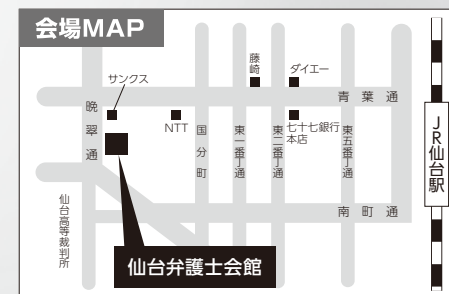 会場MAP
サンクス
藤崎
ダイエー
青葉通
晩翠通
NTT
国分町
東一番丁通
東二番丁通
七十七銀行
本店
東五番丁通
JR仙台駅
仙台高等裁判所
南町通
仙台弁護士会館